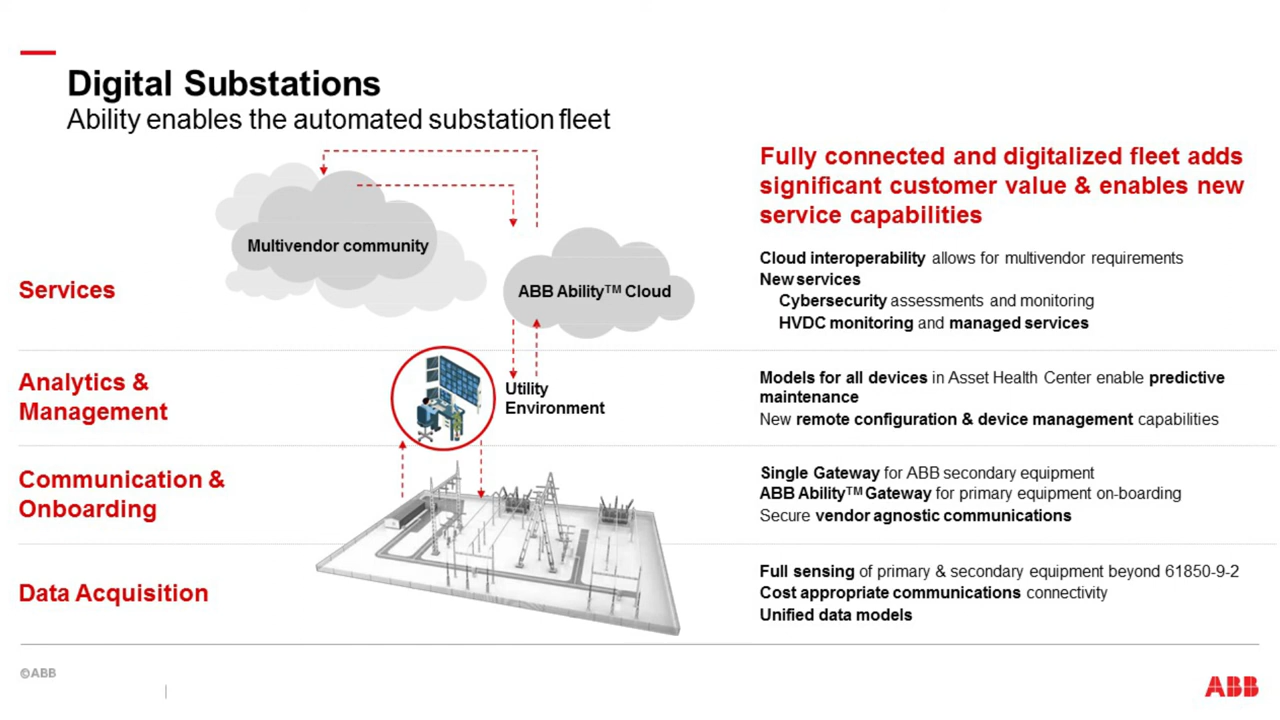 Digital Substations
Ability enables the automated substation fleet
Fully connected and digitalized fleet adds
significant customer value & enables new
service capabilities
Multivendor community
ABB Ability™ Cloud
Services
Cloud interoperability allows for multivendor requirements
New services
Cybersecurity assessments and monitoring
HVDC monitoring and managed services
Analytics &
Management
Utility
Environment
Models for all devices in Asset Health Center enable predictive
maintenance
New remote configuration & device management capabilities
Communication &
Onboarding
Single Gateway for ABB secondary equipment
ABB Ability™ Gateway for primary equipment on-boarding
Secure vendor agnostic communications
Data Acquisition
Full sensing of primary & secondary equipment beyond 61850-9-2
Cost appropriate communications connectivity
Unified data models
©ABB
ABB